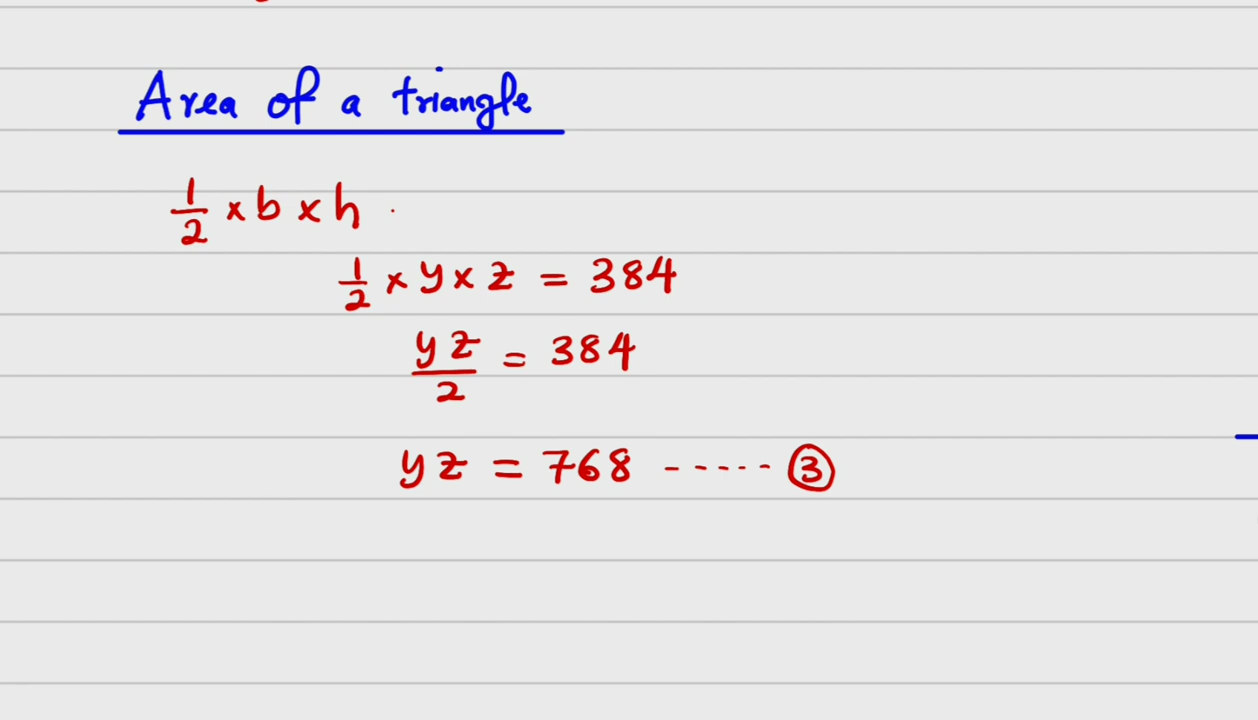 Area of a triangle
1/2 × b × h
1/2 × y × z = 384
yz/2 = 384
yz = 768 ------ ③